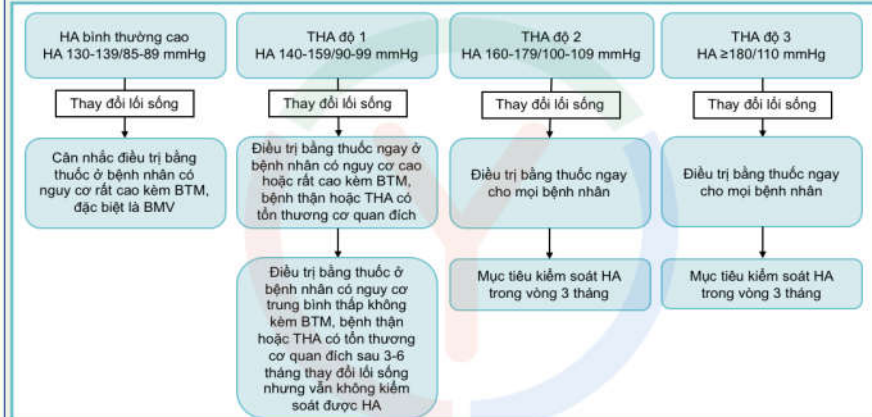 HA bình thường cao
HA 130-139/85-89 mmHg
Thay đổi lối sống
Cân nhắc điều trị bằng
thuốc ở bệnh nhân có
nguy cơ rất cao kèm BTM,
đặc biệt là BMV
THA độ 1
HA 140-159/90-99 mmHg
Thay đổi lối sống
Điều trị bằng thuốc ngay ở
bệnh nhân có nguy cơ cao
hoặc rất cao kèm BTM,
bệnh thận hoặc THA có
tổn thương cơ quan đích
Điều trị bằng thuốc ở
bệnh nhân có nguy cơ
trung bình thấp không
kèm BTM, bệnh thận
hoặc THA có tổn thương
cơ quan đích sau 3-6
tháng thay đổi lối sống
nhưng vẫn không kiểm
soát được HA
THA độ 2
HA 160-179/100-109 mmHg
Thay đổi lối sống
Điều trị bằng thuốc ngay
cho mọi bệnh nhân
Mục tiêu kiểm soát HA
trong vòng 3 tháng
THA độ 3
HA ≥180/110 mmHg
Thay đổi lối sống
Điều trị bằng thuốc ngay
cho mọi bệnh nhân
Mục tiêu kiểm soát HA
trong vòng 3 tháng